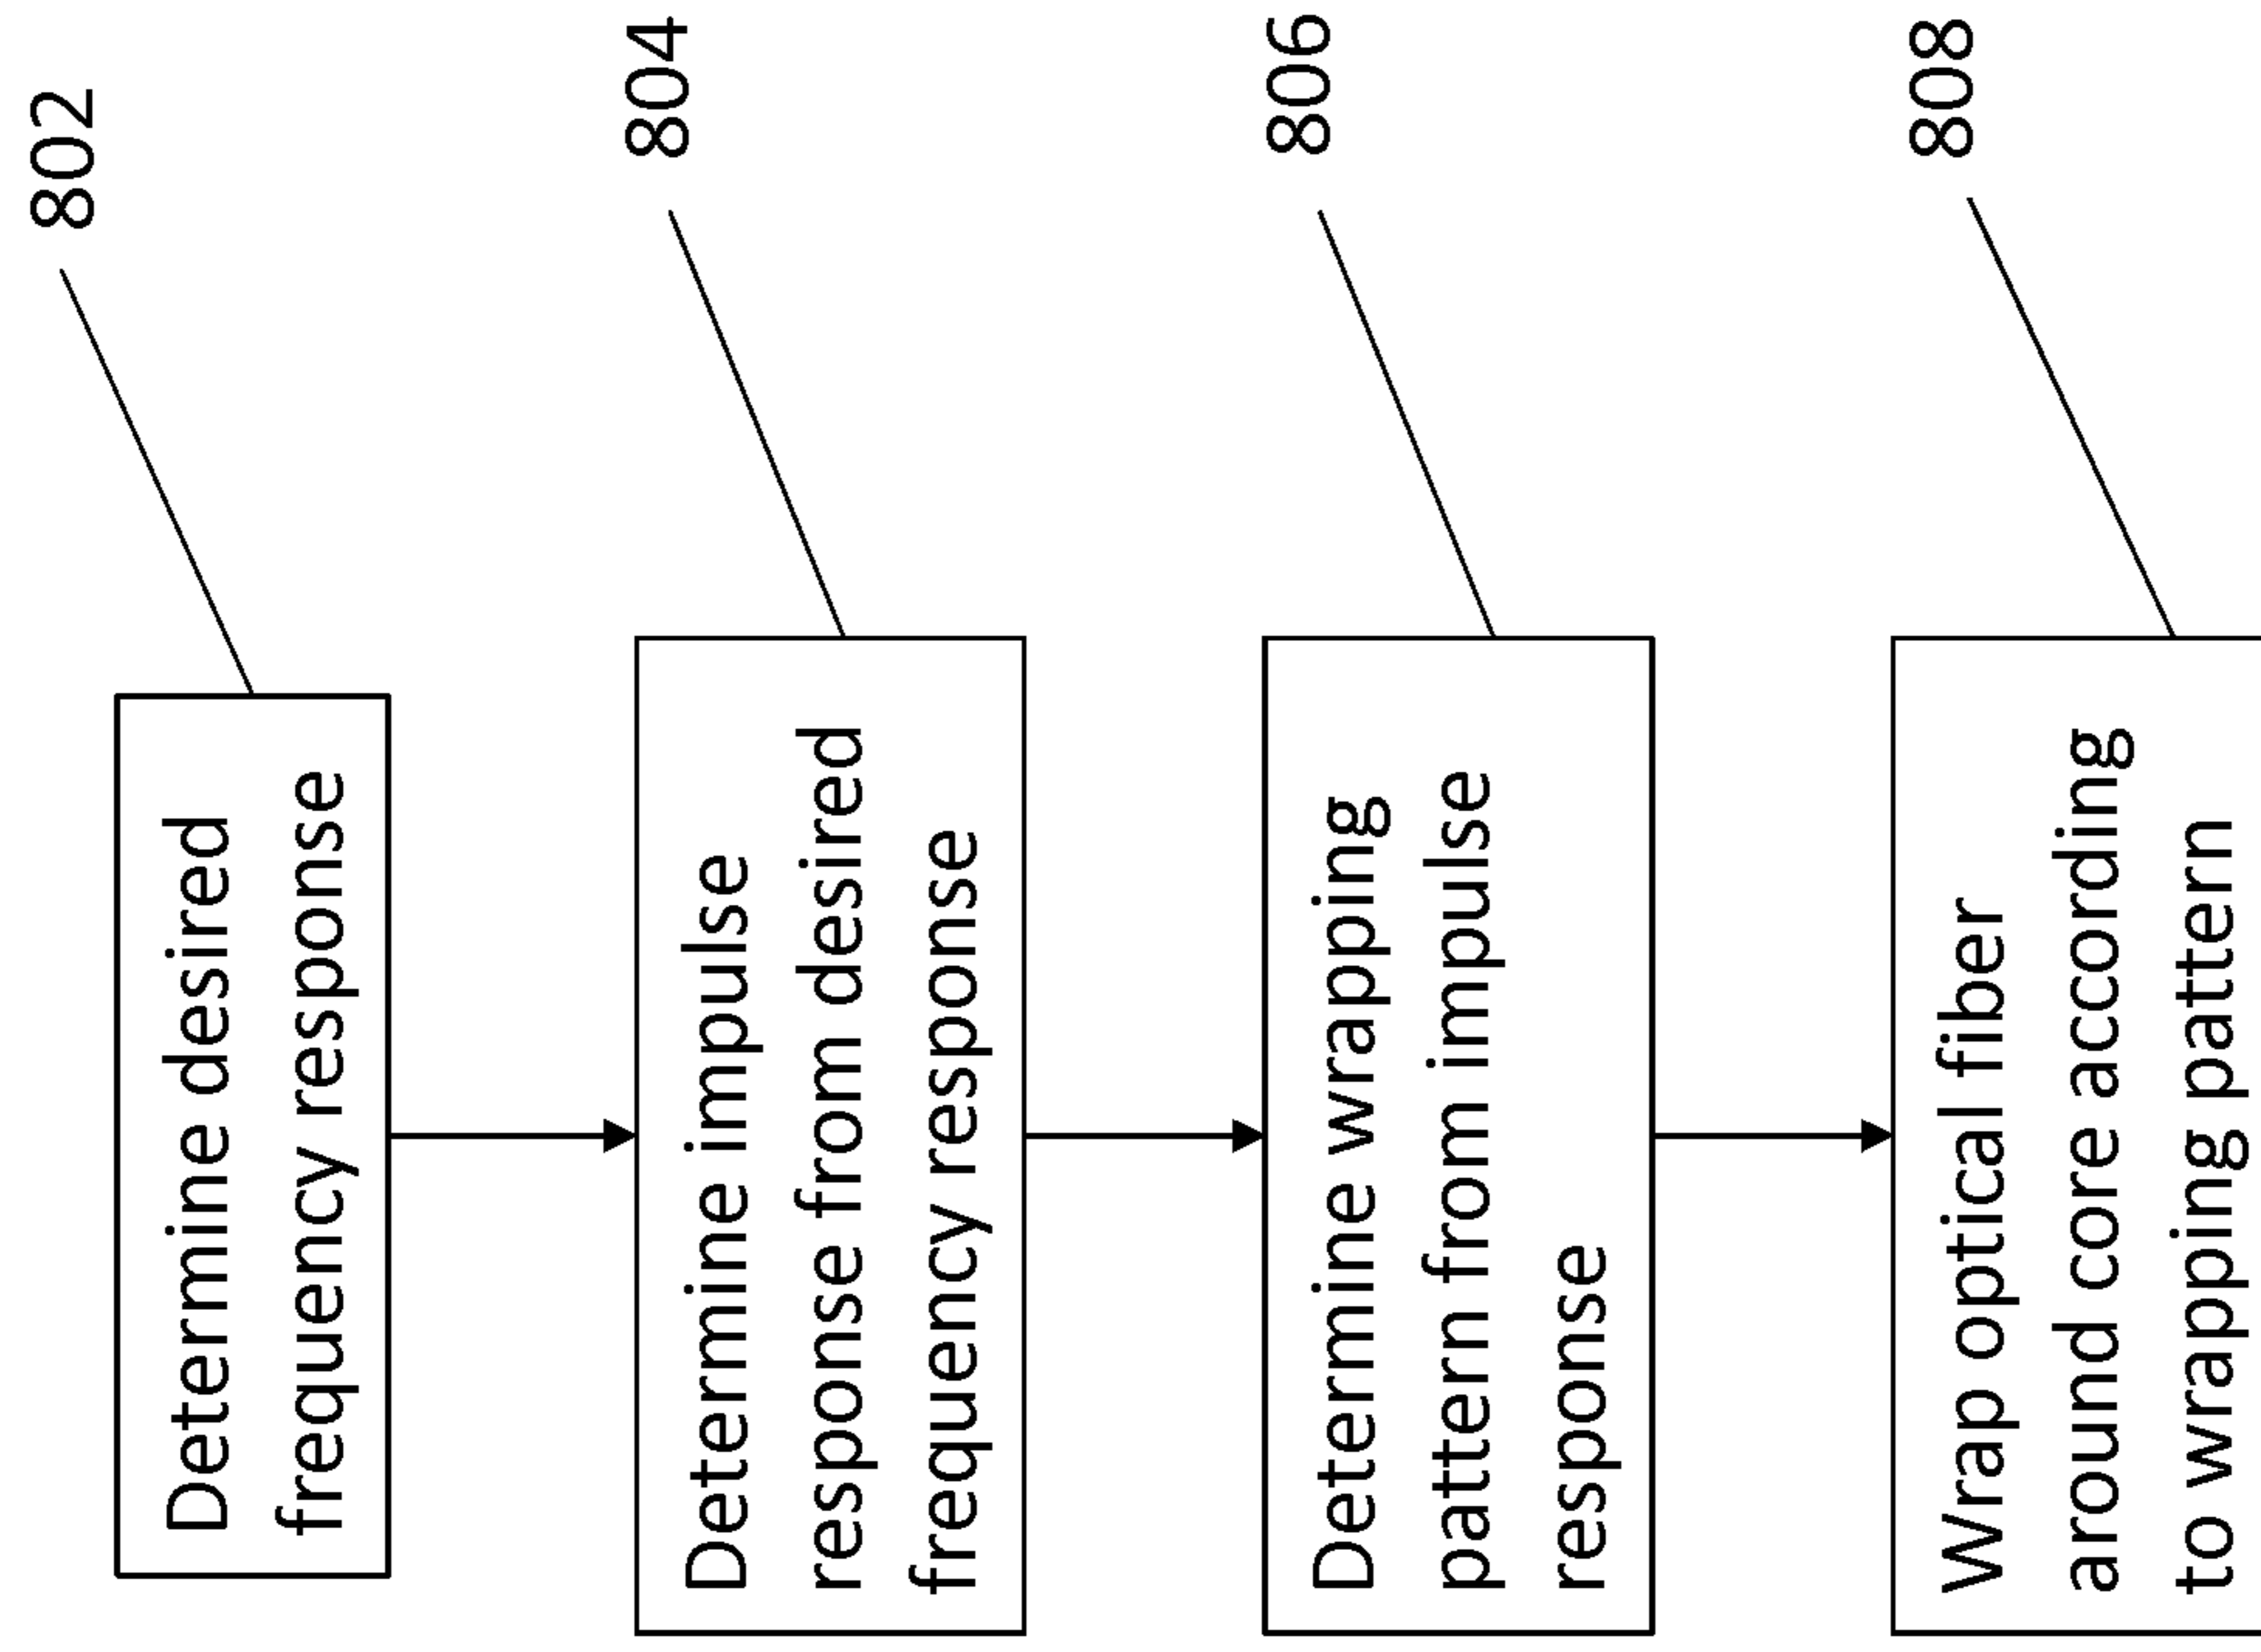 802
Determine desired
frequency response
804
Determine impulse
response from desired
frequency response
806
Determine wrapping
pattern from impulse
response
808
Wrap optical fiber
around core according
to wrapping pattern